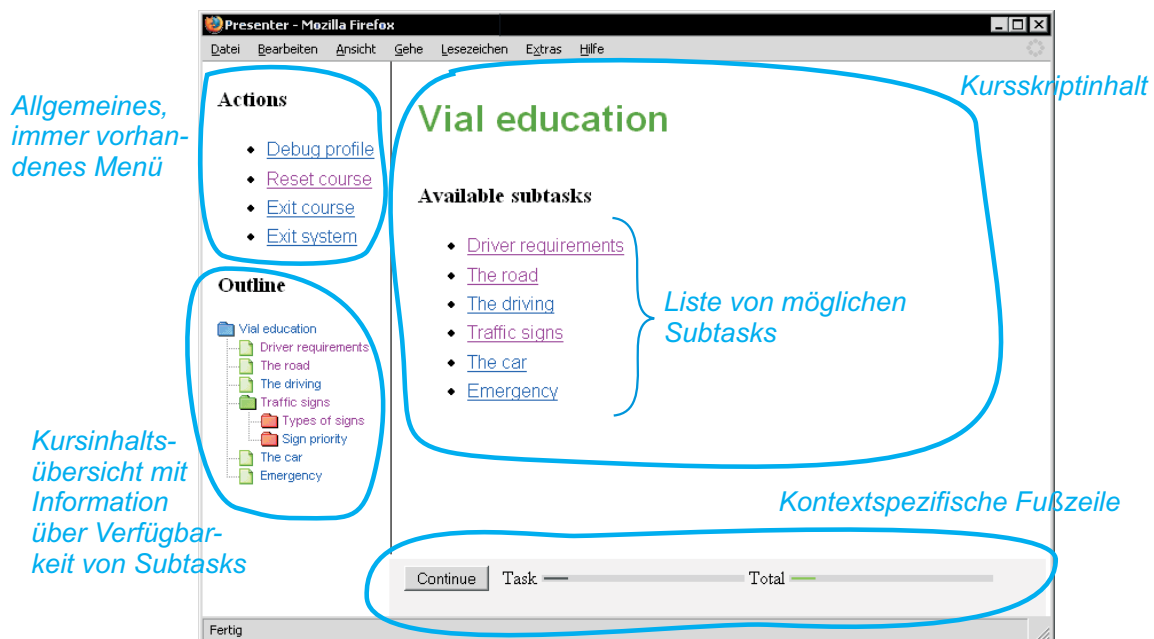 Presenter - Mozilla Firefox
Datei Bearbeiten Ansicht Gehe Lesezeichen Extras Hilfe
Allgemeines,
immer vorhan-
denes Menü
Actions
Debug profile
Reset course
Exit course
Exit system
Kursskriptinhalt
Vial education
Available subtasks
Driver requirements
The road
The driving
Traffic signs
The car
Emergency
Liste von möglichen
Subtasks
Outline
Vial education
Driver requirements
The road
The driving
Traffic signs
Types of signs
Sign priority
The car
Emergency
Kursinhalts-
übersicht mit
Information
über Verfügbar-
keit von Subtasks
Kontextspezifische Fußzeile
Continue Task Total
Fertig